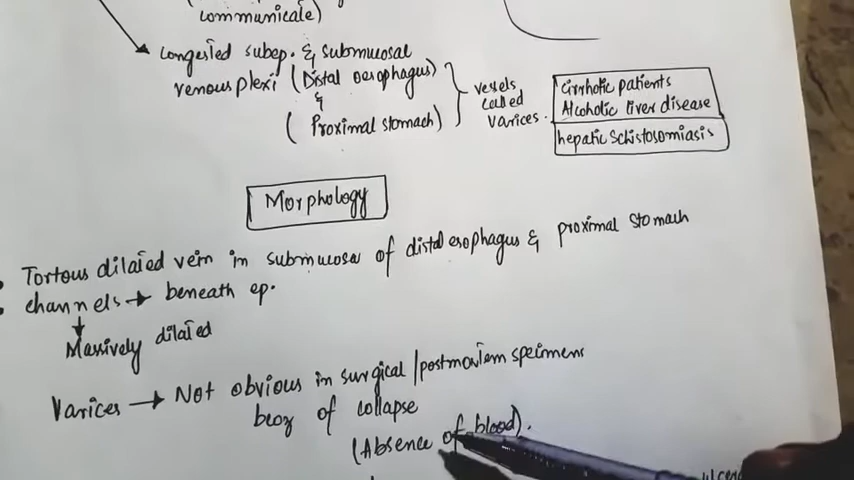 communicate)
Congested subep. & submucosal
venous plexi (Distal oesophagus)
&
(Proximal stomach)
vessels
called
varices.
Cirrhotic patients
Alcoholic liver disease
hepatic Schistosomiasis
Morphology
Tortous dilated vein in submucosa of distal esophagus & proximal stomach
channels → beneath ep.
↓
Massively dilated
Varices → Not obvious in surgical/postmortem specimens
bcoz of collapse
(Absence of blood).